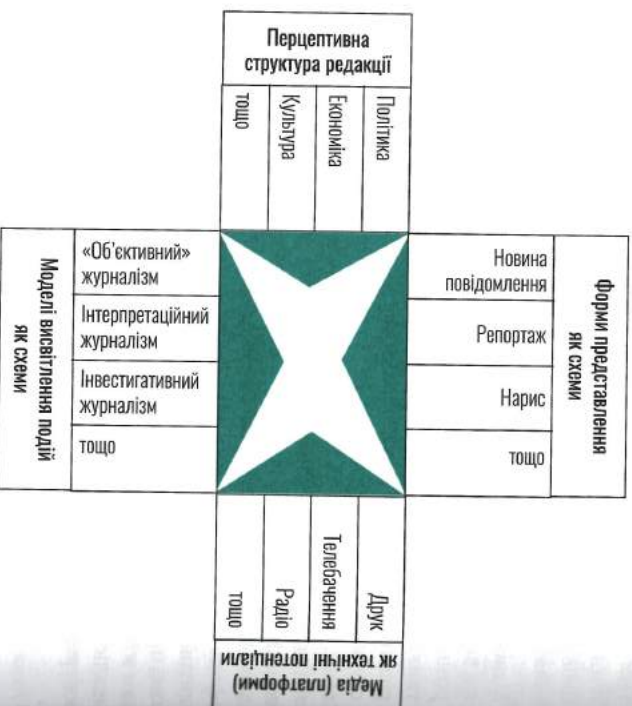 Перцептивна
структура редакції
тощо
Культура
Економіка
Політика
Моделі висвітлення подій
як схеми
«Об'єктивний»
журналізм
Інтерпретаційний
журналізм
Інвестигативний
журналізм
тощо
Новина
повідомлення
Репортаж
Нарис
тощо
форми представлення
як схеми
тощо
Радіо
Телебачення
Друк
Медіа (платформи)
як технічні потенціали